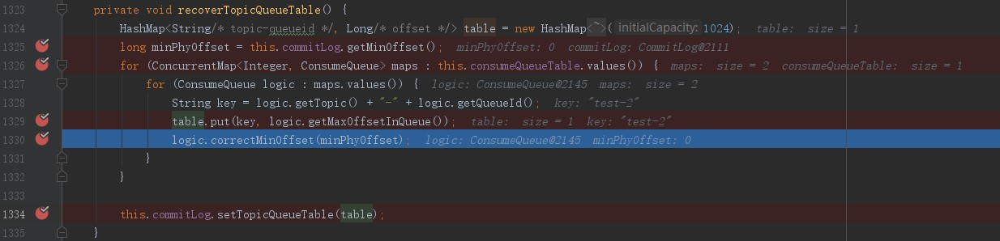 1323 private void recoverTopicQueueTable() {
1324 HashMap<String/* topic-queueid */, Long/* offset */> table = new HashMap<~>( initialCapacity: 1024); table: size = 1
1325 long minPhyOffset = this.commitLog.getMinOffset(); minPhyOffset: 0 commitLog: CommitLog@2111
1326 for (ConcurrentMap<Integer, ConsumeQueue> maps : this.consumeQueueTable.values()) { maps: size = 2 consumeQueueTable: size = 1
1327 for (ConsumeQueue logic : maps.values()) { logic: ConsumeQueue@2145 maps: size = 2
1328 String key = logic.getTopic() + "-" + logic.getQueueId(); key: "test-2"
1329 table.put(key, logic.getMaxOffsetInQueue()); table: size = 1 key: "test-2"
1330 logic.correctMinOffset(minPhyOffset); logic: ConsumeQueue@2145 minPhyOffset: 0
1331 }
1332 }
1333
1334 this.commitLog.setTopicQueueTable(table);
1335 }